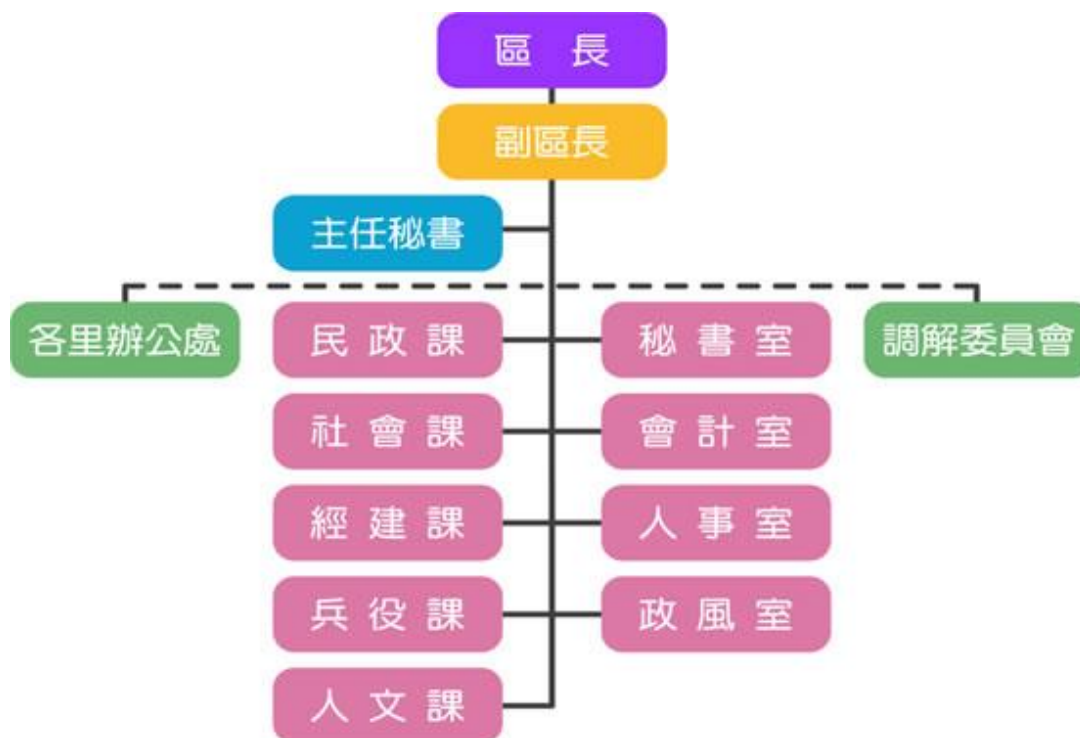 區長
副區長
主任秘書
各里辦公處
民政課
秘書室
調解委員會
社會課
會計室
經建課
人事室
兵役課
政風室
人文課